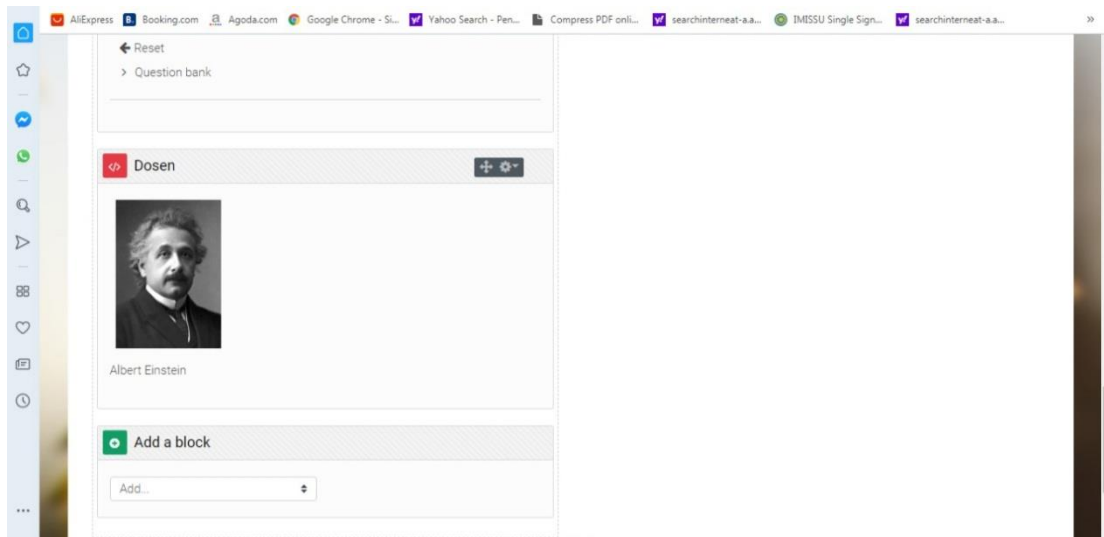 AliExpress Booking.com Agoda.com Google Chrome - Si... Yahoo Search - Pen... Compress PDF onli... searchinterneat-a.a... IMISSU Single Sign... searchinterneat-a.a... »
Reset
Question bank
Dosen
Albert Einstein
Add a block
Add...